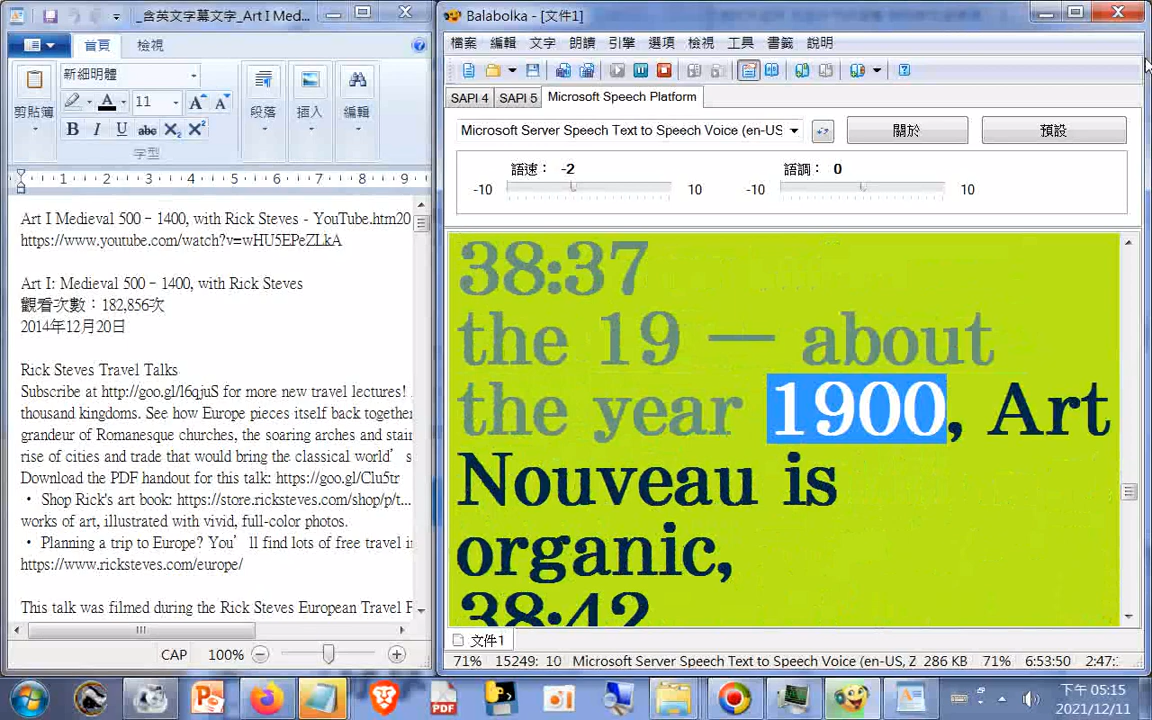 _含英文字幕文字_Art I Med...
首頁
檢視
剪貼簿
新細明體
11
B I U abc X₂ X²
字型
段落
插入
編輯
1 2 3 4 5 6 7 8 9
Art I Medieval 500－1400, with Rick Steves - YouTube.htm20
https://www.youtube.com/watch?v=wHU5EPeZLkA
Art I: Medieval 500－1400, with Rick Steves
觀看次數：182,856次
2014年12月20日
Rick Steves Travel Talks
Subscribe at http://goo.gl/l6qjuS for more new travel lectures!
thousand kingdoms. See how Europe pieces itself back together
grandeur of Romanesque churches, the soaring arches and stai
rise of cities and trade that would bring the classical world’s
Download the PDF handout for this talk: https://goo.gl/Clu5tr
• Shop Rick's art book: https://store.ricksteves.com/shop/p/t...
works of art, illustrated with vivid, full-color photos.
• Planning a trip to Europe? You’ll find lots of free travel in
https://www.ricksteves.com/europe/
This talk was filmed during the Rick Steves European Travel F
CAP 100%
Balabolka - [文件1]
檔案 編輯 文字 朗讀 引擎 選項 檢視 工具 書籤 說明
SAPI 4 SAPI 5 Microsoft Speech Platform
Microsoft Server Speech Text to Speech Voice (en-US
關於
預設
語速： -2
-10 10
語調： 0
-10 10
38:37
the 19 — about
the year 1900, Art
Nouveau is
organic,
38:42
文件1
71% 15249: 10 Microsoft Server Speech Text to Speech Voice (en-US, Z 286 KB 71% 6:53:50 2:47:
PDF
下午 05:15
2021/12/11